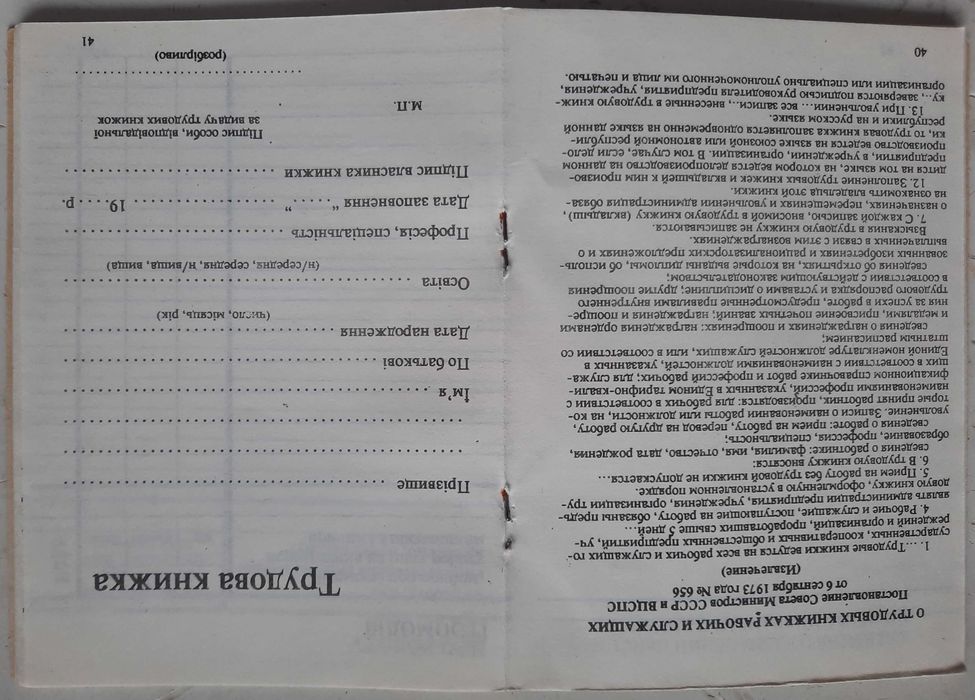 О ТРУДОВЫХ КНИЖКАХ РАБОЧИХ И СЛУЖАЩИХ
Постановление Совета Министров СССР и ВЦСПС
от 6 сентября 1973 года № 656
(Извлечение)
1. ...Трудовые книжки ведутся на всех рабочих и служащих го-
сударственных, кооперативных и общественных предприятий, уч-
реждений и организаций, проработавших свыше 5 дней....
4. Рабочие и служащие, поступающие на работу, обязаны предъ-
являть администрации предприятия, учреждения, организации тру-
довую книжку, оформленную в установленном порядке.
5. Прием на работу без трудовой книжки не допускается...
6. В трудовую книжку вносятся:
сведения о работнике: фамилия, имя, отчество, дата рождения,
образование, профессия, специальность;
сведения о работе: прием на работу, перевод на другую работу,
увольнение. Записи о наименовании работы или должности, на ко-
торые принят работник, производятся: для рабочих в соответствии с
наименованиями профессий, указанных в Едином тарифно-квали-
фикационном справочнике работ и профессий рабочих; для служа-
щих в соответствии с наименованиями должностей, указанных в
Единой номенклатуре должностей служащих, или в соответствии со
штатным расписанием;
сведения о награждениях и поощрениях: награждения орденами
и медалями, присвоение почетных званий; награждения и поощре-
ния за успехи в работе, предусмотренные правилами внутреннего
трудового распорядка и уставами о дисциплине; другие поощрения
в соответствии с действующим законодательством;
сведения об открытиях, на которые выданы дипломы, об исполь-
зованных изобретениях и рационализаторских предложениях и о
выплаченных в связи с этим вознаграждениях.
Взыскания в трудовую книжку не записываются.
7. С каждой записью, вносимой в трудовую книжку (вкладыш) ,
о назначениях, перемещениях и увольнении администрация обяза-
на ознакомить владельца этой книжки.
12. Заполнение трудовых книжек и вкладышей к ним произво-
дится на том языке, на котором ведется делопроизводство на данном
предприятии, в учреждении, организации. В том случае, если дело-
производство ведется на языке союзной или автономной республи-
ки, то трудовая книжка заполняется одновременно на языке данной
республики и на русском языке.
13. При увольнении... все записи.., внесенные в трудовую книж-
ку.., заверяются подписью руководителя предприятия, учреждения,
организации или специально уполномоченного им лица и печатью.
40
Трудова книжка
Прізвище
Ім’я
По батькові
Дата народження
(число, місяць, рік)
Освіта
(н/середня, середня, н/вища, вища)
Професія, спеціальність
Дата заповнення “......” 19.... р.
Підпис власника книжки
Підпис особи, відповідальної
за видачу трудових книжок
М.П.
(розбірливо)
41